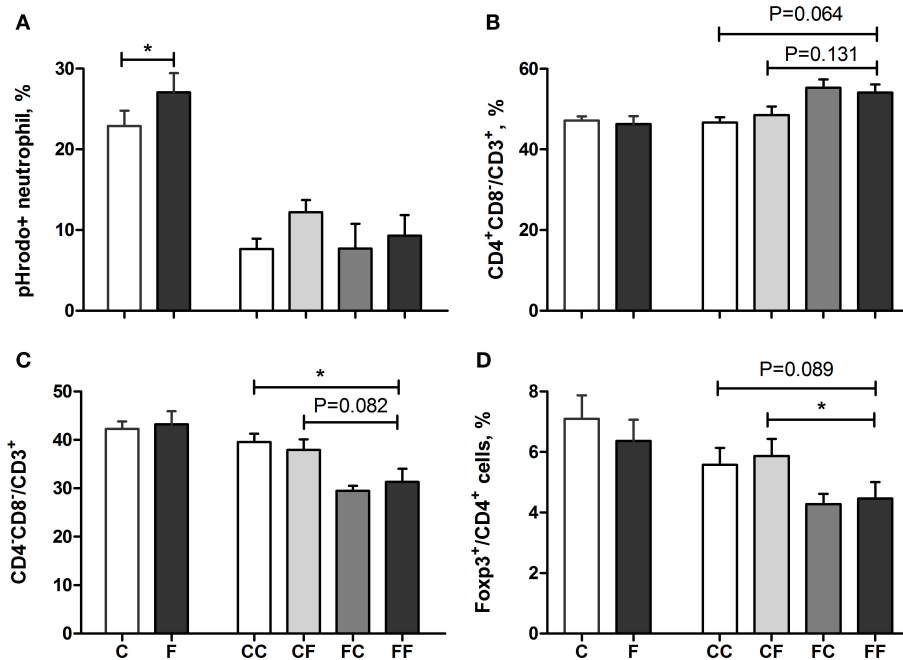 A
pHrodo+ neutrophil, %
30
20
10
0
*
B
CD4⁺CD8⁻/CD3⁺, %
60
40
20
0
P=0.064
P=0.131
C
CD4⁻CD8⁻/CD3⁺
50
40
30
20
10
0
*
P=0.082
C F CC CF FC FF
D
Foxp3⁺/CD4⁺ cells, %
8
6
4
2
0
P=0.089
*
C F CC CF FC FF